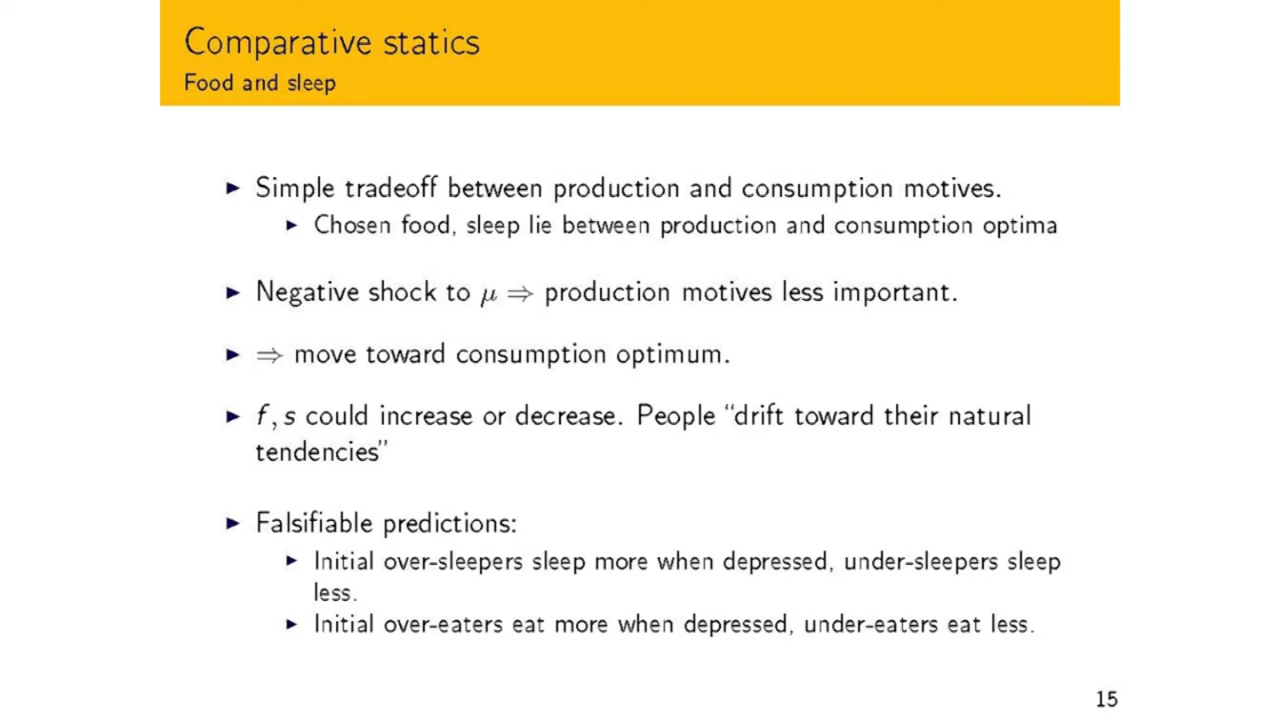 Comparative statics
Food and sleep
▶ Simple tradeoff between production and consumption motives.
▶ Chosen food, sleep lie between production and consumption optima
▶ Negative shock to μ ⇒ production motives less important.
▶ ⇒ move toward consumption optimum.
▶ f, s could increase or decrease. People “drift toward their natural
tendencies”
▶ Falsifiable predictions:
▶ Initial over-sleepers sleep more when depressed, under-sleepers sleep
less.
▶ Initial over-eaters eat more when depressed, under-eaters eat less.
15